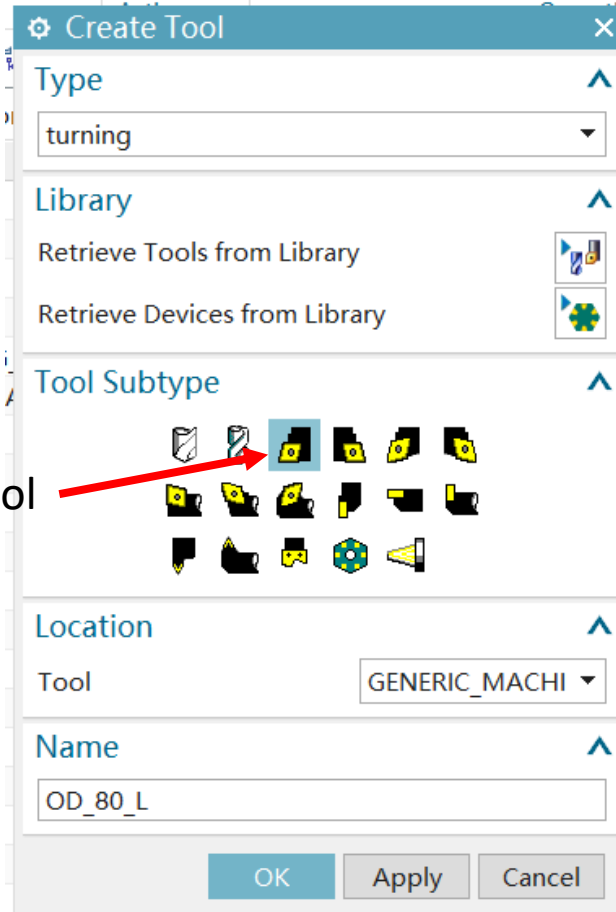 Create Tool
Type
turning
Library
Retrieve Tools from Library
Retrieve Devices from Library
Tool Subtype
ol
Location
Tool GENERIC_MACHI
Name
OD_80_L
OK Apply Cancel